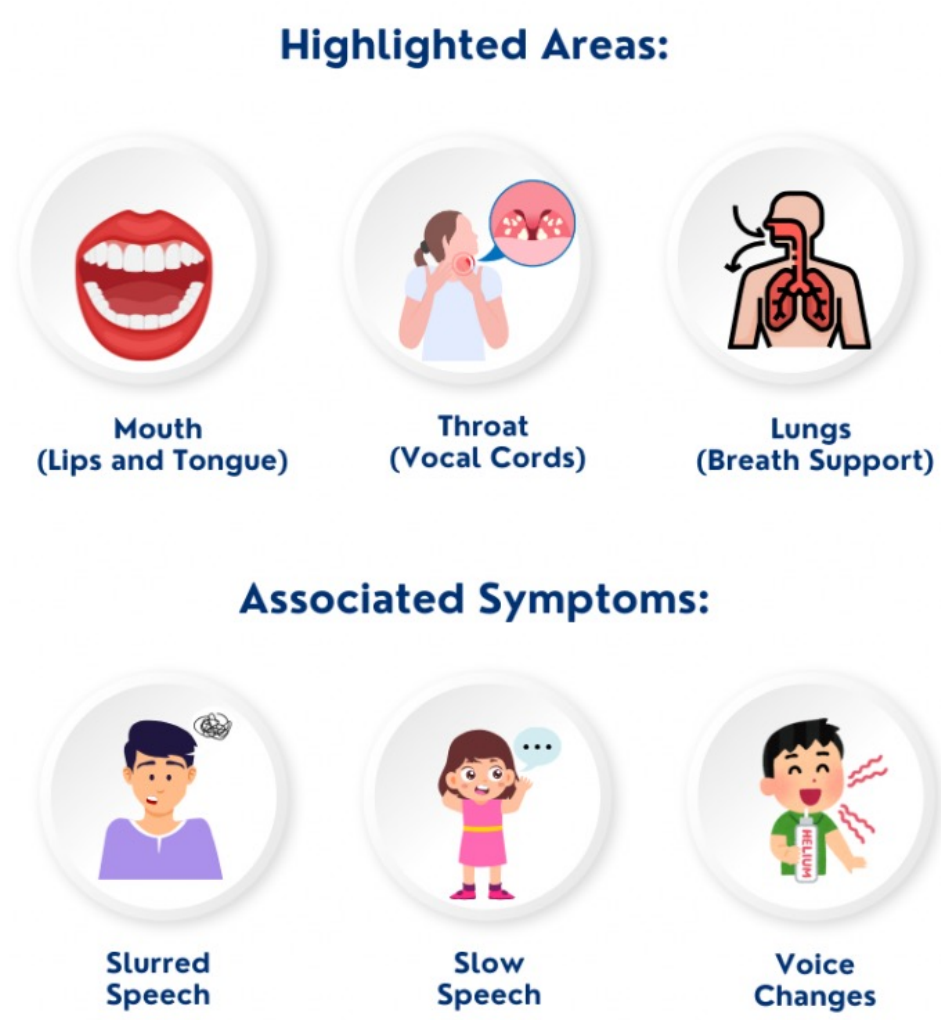 Highlighted Areas:
Mouth
(Lips and Tongue)
Throat
(Vocal Cords)
Lungs
(Breath Support)
Associated Symptoms:
HELIUM
Slurred
Speech
Slow
Speech
Voice
Changes